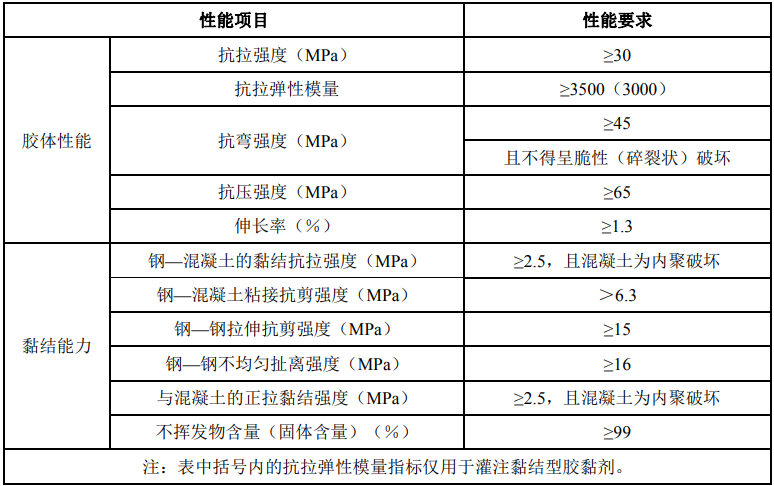 性能项目 性能要求
胶体性能
抗拉强度（MPa） ≥30
抗拉弹性模量 ≥3500（3000）
抗弯强度（MPa） ≥45
且不得呈脆性（碎裂状）破坏
抗压强度（MPa） ≥65
伸长率（%） ≥1.3
黏结能力
钢—混凝土的黏结抗拉强度（MPa） ≥2.5，且混凝土为内聚破坏
钢—混凝土粘接抗剪强度（MPa） ＞6.3
钢—钢拉伸抗剪强度（MPa） ≥15
钢—钢不均匀扯离强度（MPa） ≥16
与混凝土的正拉黏结强度（MPa） ≥2.5，且混凝土为内聚破坏
不挥发物含量（固体含量）（%） ≥99
注：表中括号内的抗拉弹性模量指标仅用于灌注黏结型胶黏剂。